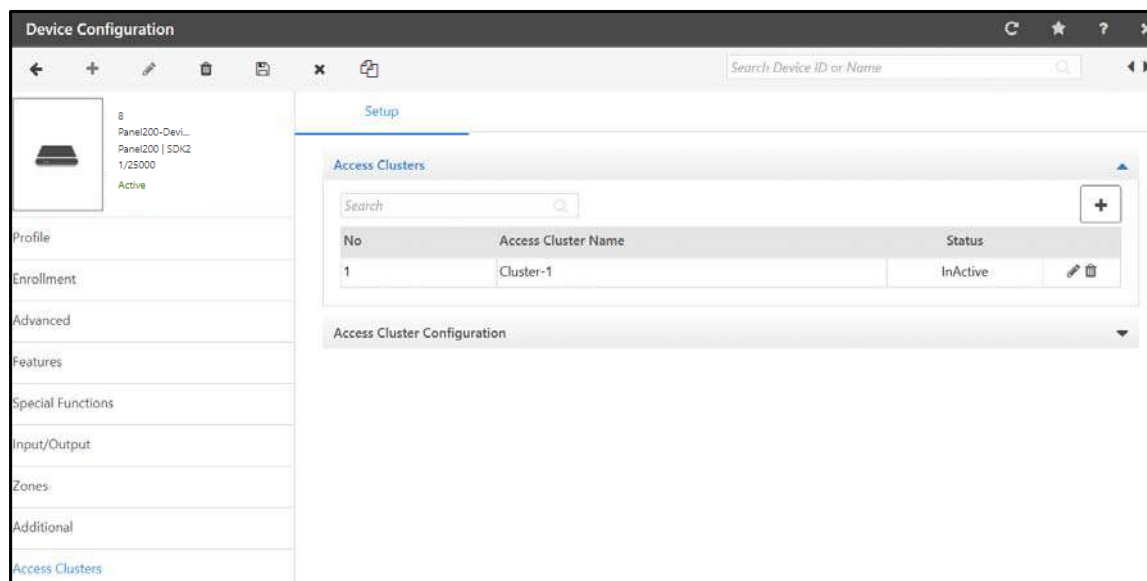 Device Configuration
?
Search Device ID or Name
8
Panel200-Devi...
Panel200 | SDK2
1/25000
Active
Profile
Enrollment
Advanced
Features
Special Functions
Input/Output
Zones
Additional
Access Clusters
Setup
Access Clusters
Search
No Access Cluster Name Status
1 Cluster-1 InActive
Access Cluster Configuration